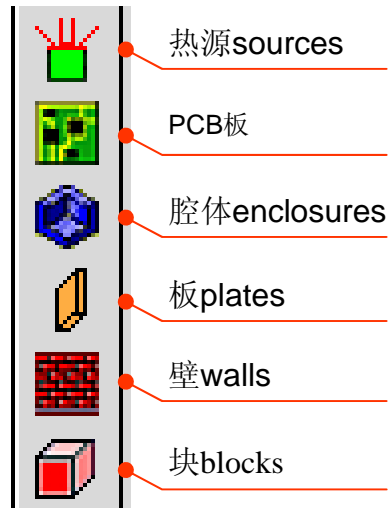 热源sources
PCB板
腔体enclosures
板plates
壁walls
块blocks